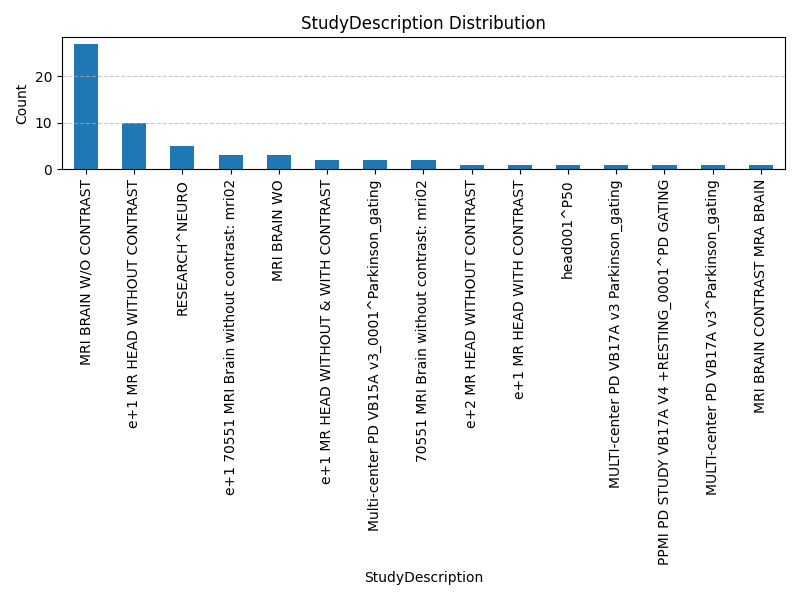 StudyDescription Distribution
Count
20
10
0
MRI BRAIN W/O CONTRAST
e+1 MR HEAD WITHOUT CONTRAST
RESEARCH^NEURO
e+1 70551 MRI Brain without contrast: mri02
MRI BRAIN WO
e+1 MR HEAD WITHOUT & WITH CONTRAST
Multi-center PD VB15A v3_0001^Parkinson_gating
70551 MRI Brain without contrast: mri02
e+2 MR HEAD WITHOUT CONTRAST
e+1 MR HEAD WITH CONTRAST
head001^P50
MULTI-center PD VB17A v3 Parkinson_gating
PPMI PD STUDY VB17A V4 +RESTING_0001^PD GATING
MULTI-center PD VB17A v3^Parkinson_gating
MRI BRAIN CONTRAST MRA BRAIN
StudyDescription